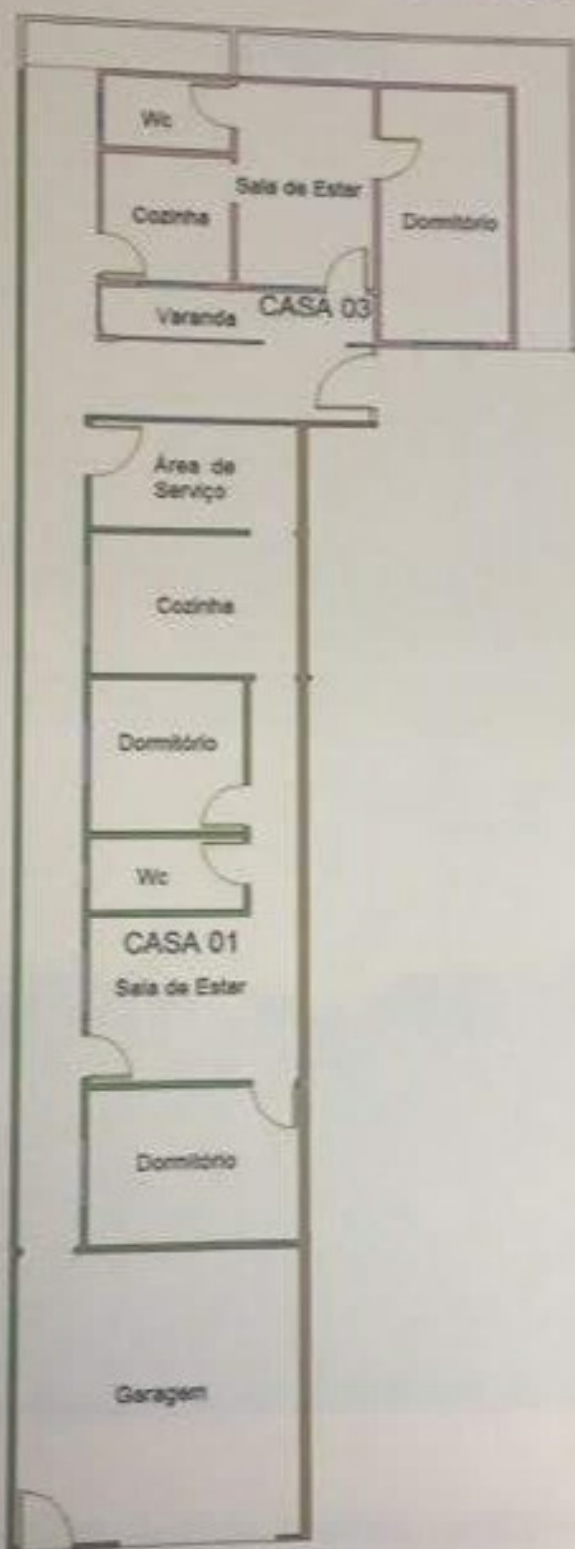 Wc
Sala de Estar
Cozinha
Dormitório
Varanda
CASA 03
Área de
Serviço
Cozinha
Dormitório
Wc
CASA 01
Sala de Estar
Dormitório
Garagem